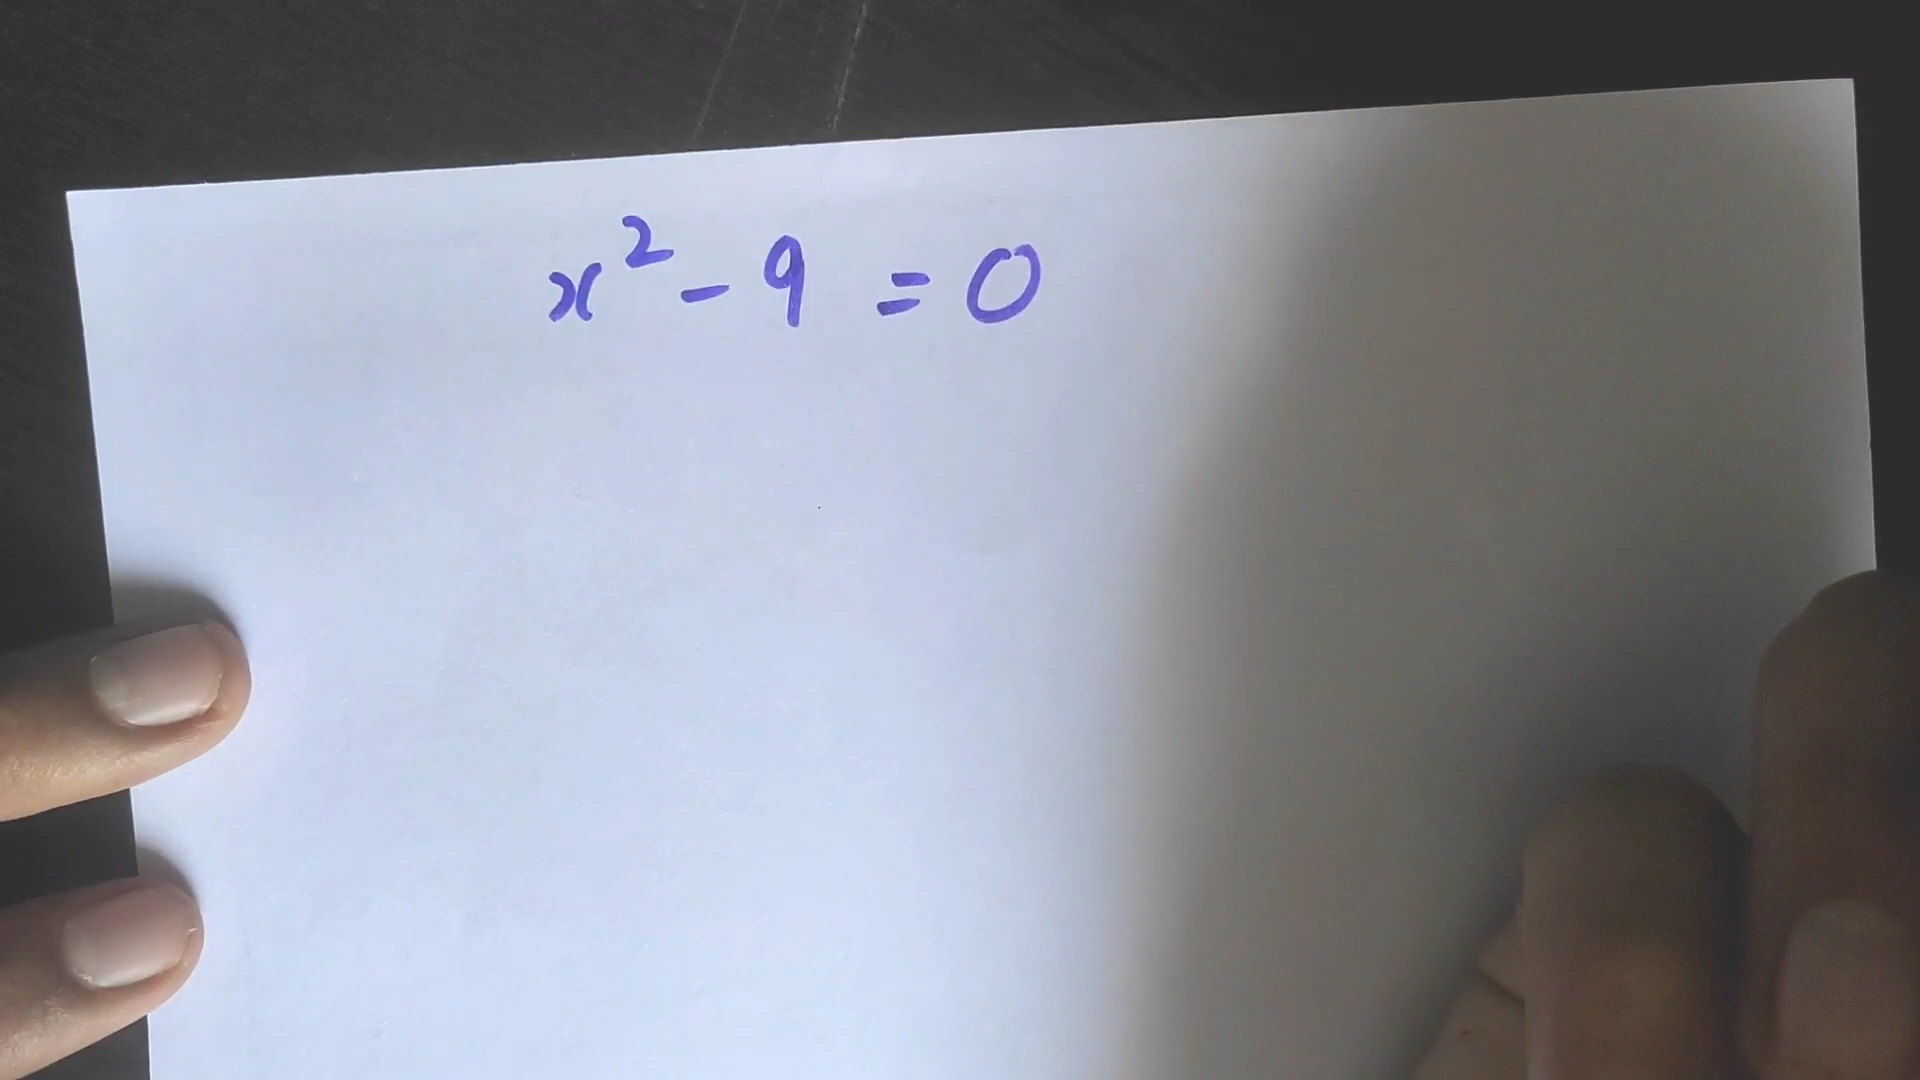 x² - 9 = 0